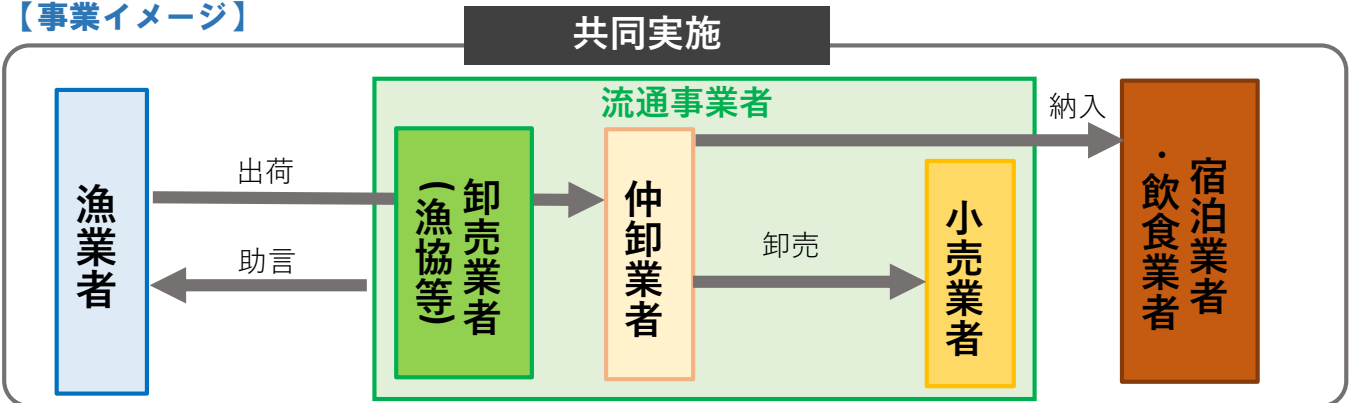 【事業イメージ】
共同実施
流通事業者
漁業者
出荷
助言
卸売業者
(漁協等)
仲卸業者
卸売
小売業者
納入
宿泊業者
・飲食業者